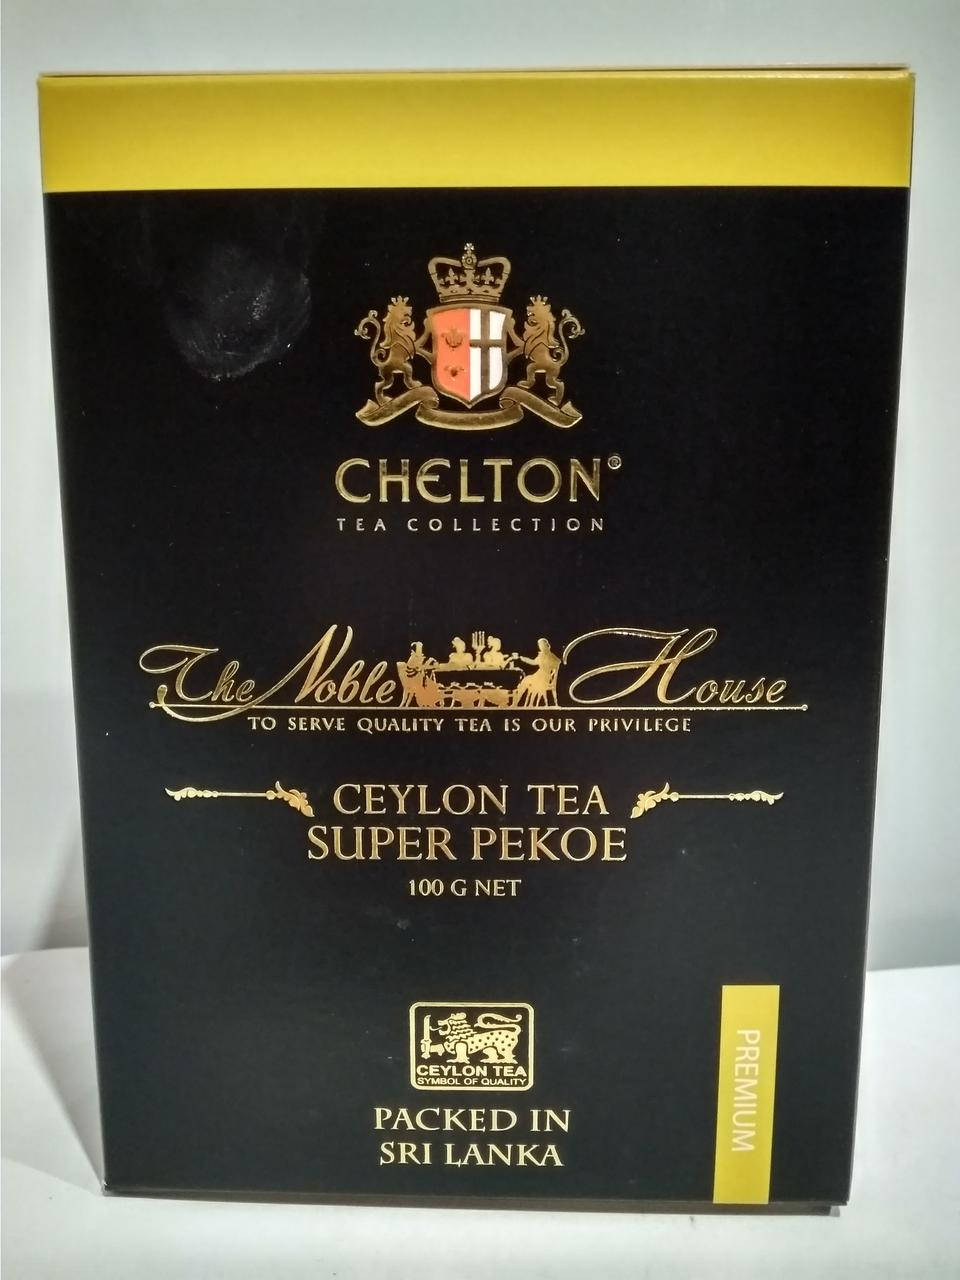 CHELTON®
TEA COLLECTION
The Noble House
TO SERVE QUALITY TEA IS OUR PRIVILEGE
CEYLON TEA
SUPER PEKOE
100 G NET
CEYLON TEA
SYMBOL OF QUALITY
PACKED IN
SRI LANKA
PREMIUM